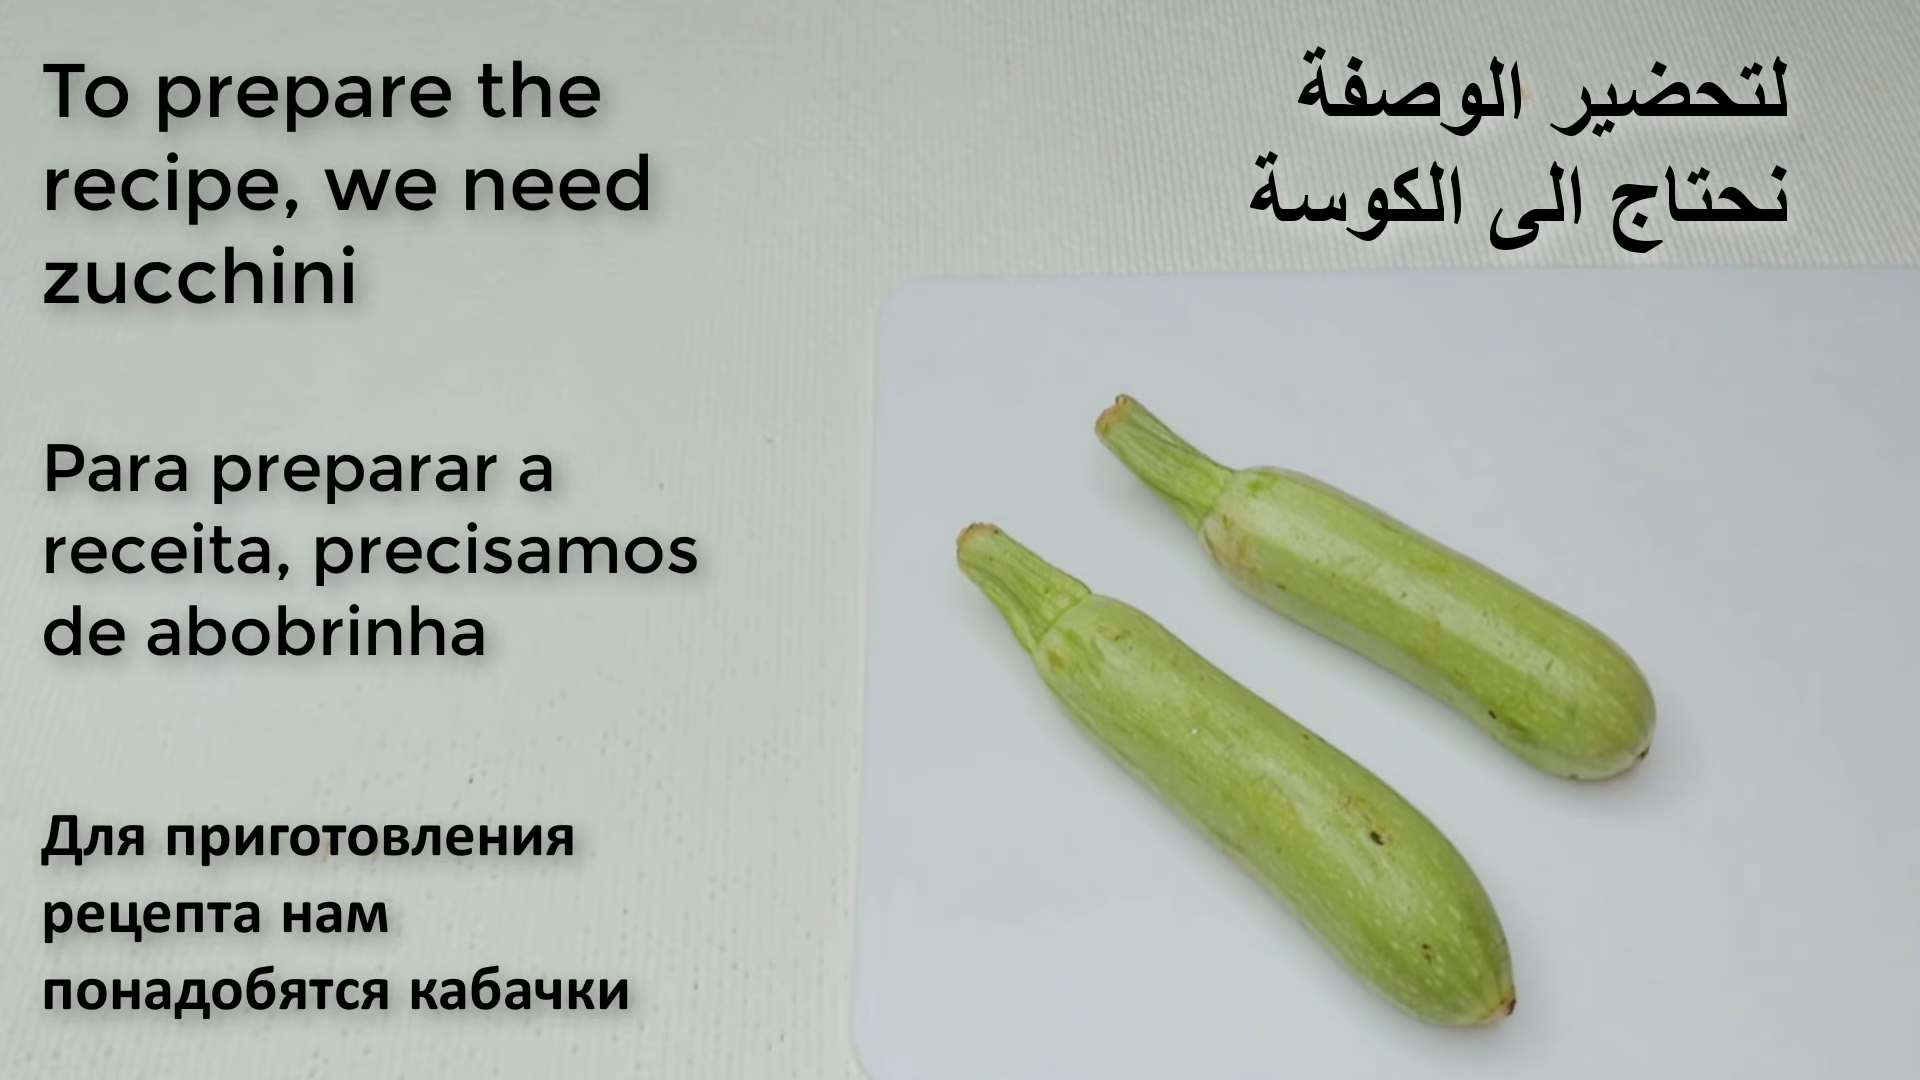 To prepare the
recipe, we need
zucchini
لتحضير الوصفة
نحتاج الى الكوسة
Para preparar a
receita, precisamos
de abobrinha
Для приготовления
рецепта нам
понадобятся кабачки